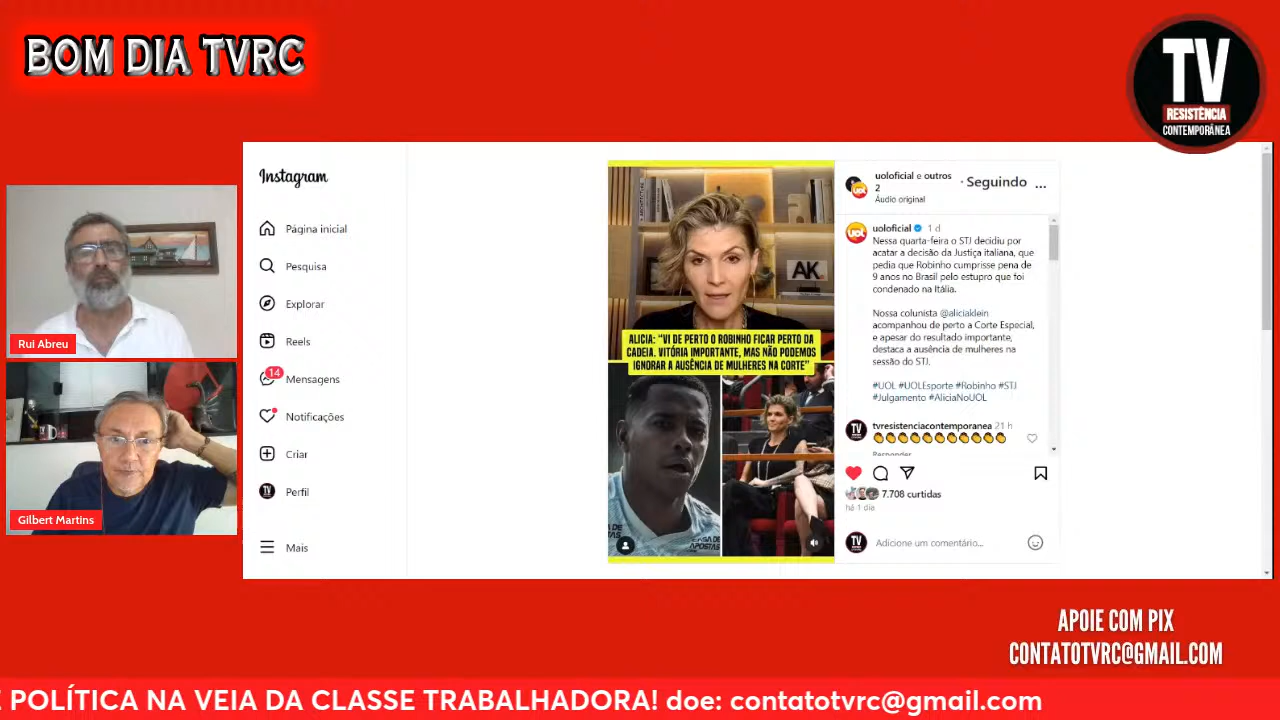 BOM DIA TVRC
TV
RESISTÊNCIA
CONTEMPORÂNEA
Instagram
Página inicial
Pesquisa
Explorar
Reels
14
Mensagens
Notificações
Criar
Perfil
Mais
Rui Abreu
Gilbert Martins
AK
ALICIA: "VI DE PERTO O ROBINHO FICAR PERTO DA
CADEIA. VITÓRIA IMPORTANTE, MAS NÃO PODEMOS
IGNORAR A AUSÊNCIA DE MULHERES NA CORTE"
uoloficial e outros
2
Áudio original
· Seguindo ...
uoloficial 1 d
Nessa quarta-feira o STJ decidiu por
acatar a decisão da Justiça italiana, que
pedia que Robinho cumprisse pena de
9 anos no Brasil pelo estupro que foi
condenado na Itália.
Nossa colunista @aliciaklein
acompanhou de perto a Corte Especial,
e apesar do resultado importante,
destaca a ausência de mulheres na
sessão do STJ.
#UOL #UOLEsporte #Robinho #STJ
#Julgamento #AliciaNoUOL
tvresistenciacontemporanea 21 h
👏👏👏👏👏👏👏👏👏👏👏
Responder
7.708 curtidas
há 1 dia
Adicione um comentário...
APOIE COM PIX
CONTATOTVRC@GMAIL.COM
E POLÍTICA NA VEIA DA CLASSE TRABALHADORA! doe: contatotvrc@gmail.com